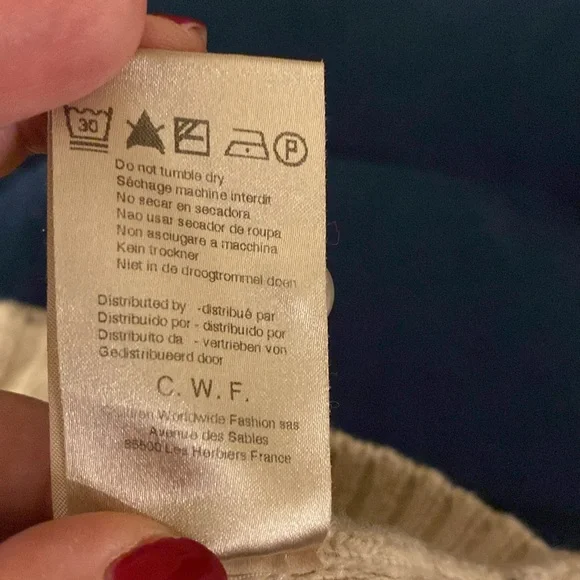 30
P
Do not tumble dry
Séchage machine interdit
No secar en secadora
Nao usar secador de roupa
Non asciugare a macchina
Kein trockner
Niet in de droogtrommel doen
Distributed by -distribué par
Distribuido por - distribuido por
Distribuito da - vertrieben von
Gedistribueerd door
C. W. F.
Children Worldwide Fashion sas
Avenue des Sables
85500 Les Herbiers France